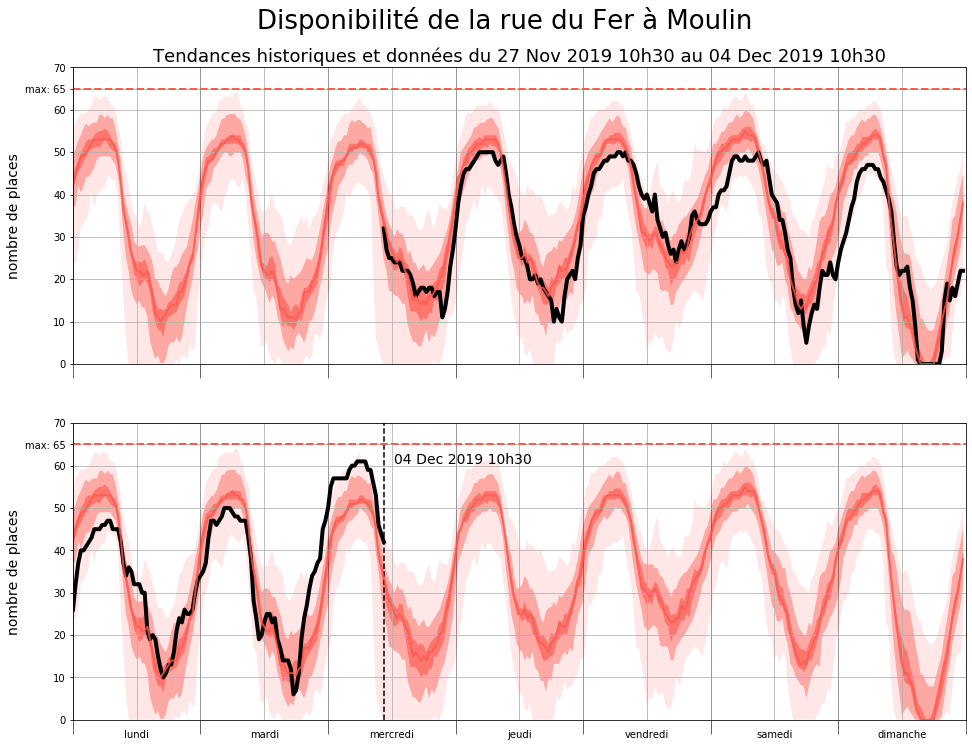 Disponibilité de la rue du Fer à Moulin
Tendances historiques et données du 27 Nov 2019 10h30 au 04 Dec 2019 10h30
nombre de places
70
max: 65
60
50
40
30
20
10
0
nombre de places
70
max: 65
60
50
40
30
20
10
0
04 Dec 2019 10h30
lundi mardi mercredi jeudi vendredi samedi dimanche